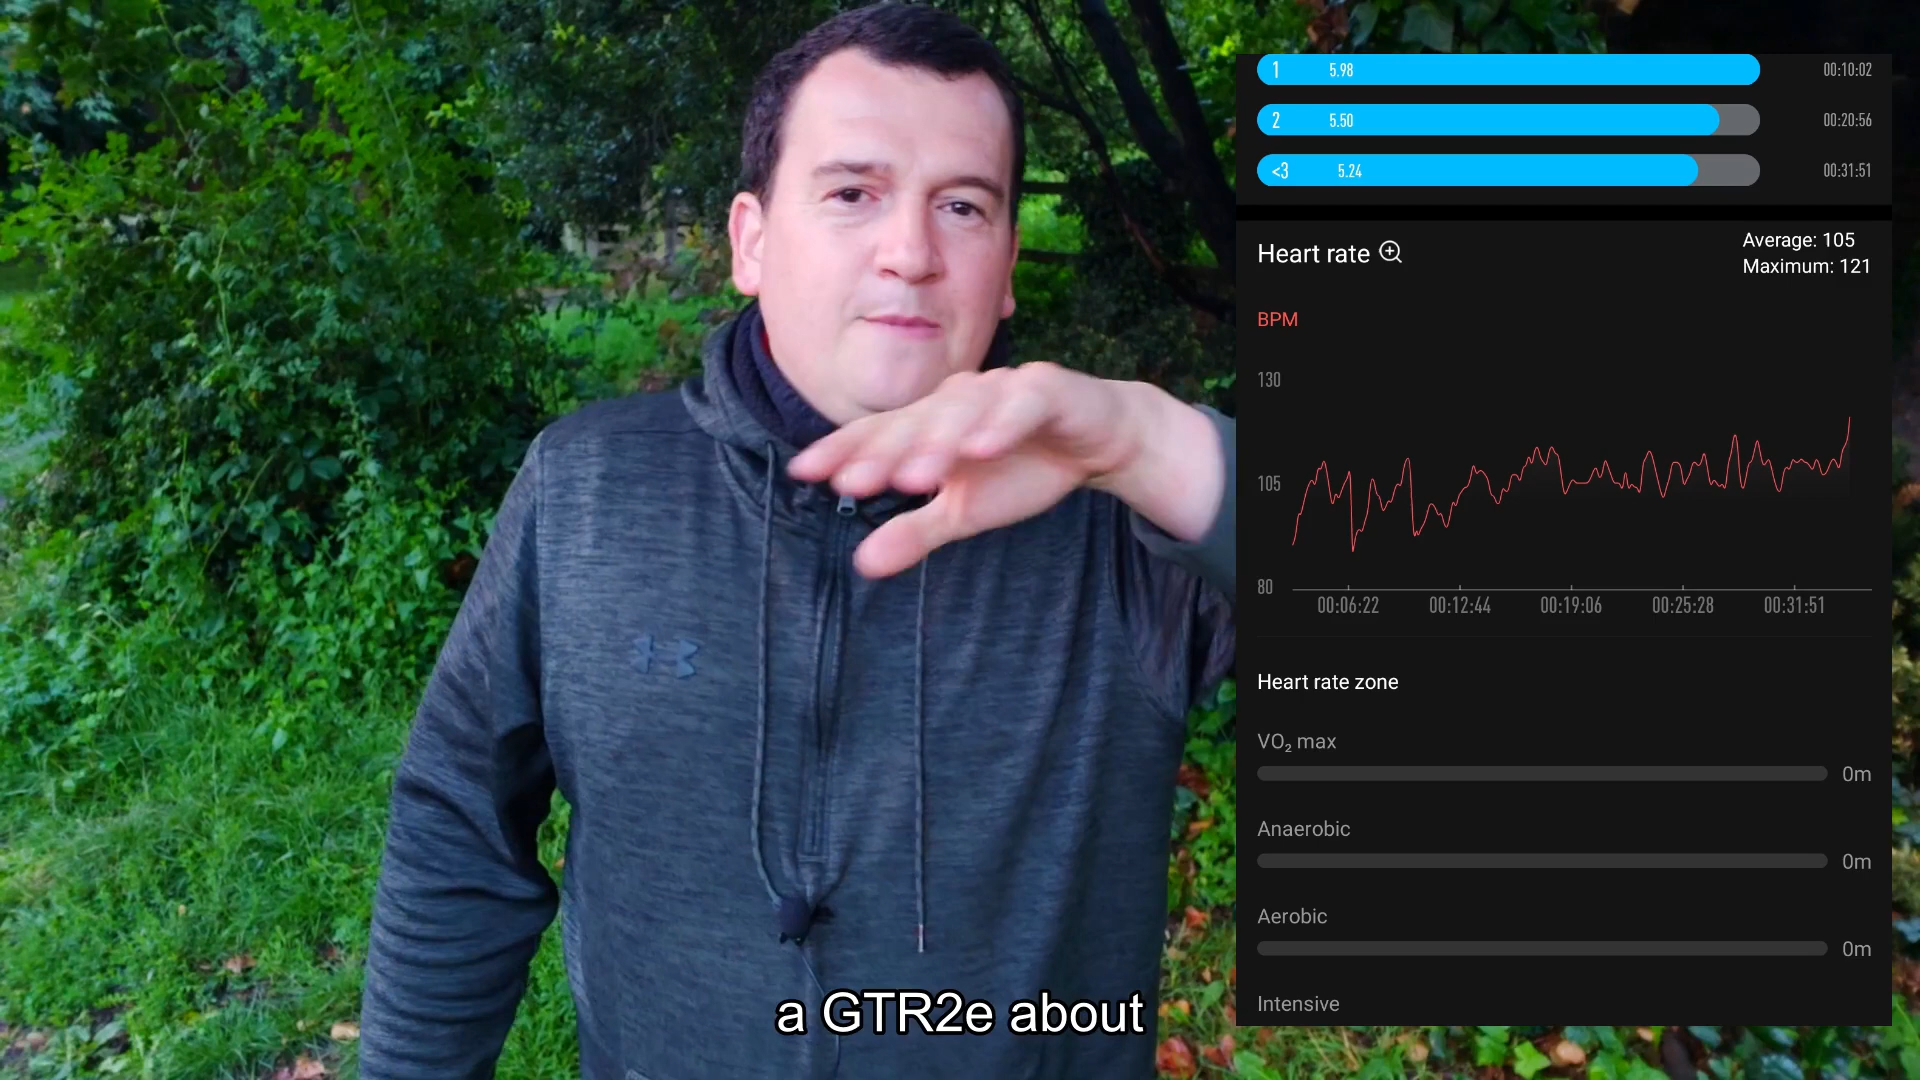 1 5.98 00:10:02
2 5.50 00:20:56
<3 5.24 00:31:51
Heart rate
Average: 105
Maximum: 121
BPM
130
105
80
00:06:22 00:12:44 00:19:06 00:25:28 00:31:51
Heart rate zone
VO₂ max
0m
Anaerobic
0m
Aerobic
0m
Intensive
a GTR2e about